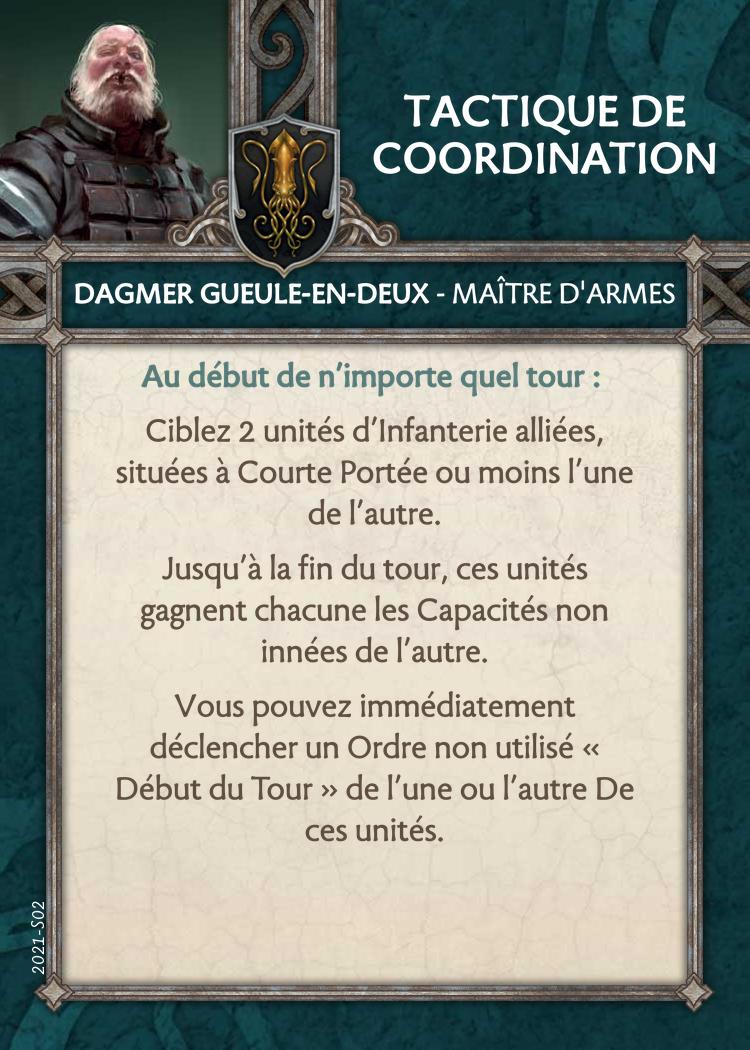 TACTIQUE DE
COORDINATION
DAGMER GUEULE-EN-DEUX - MAÎTRE D'ARMES
Au début de n’importe quel tour :
Ciblez 2 unités d’Infanterie alliées,
situées à Courte Portée ou moins l’une
de l’autre.
Jusqu’à la fin du tour, ces unités
gagnent chacune les Capacités non
innées de l’autre.
Vous pouvez immédiatement
déclencher un Ordre non utilisé «
Début du Tour » de l’une ou l’autre De
ces unités.
2021-S02